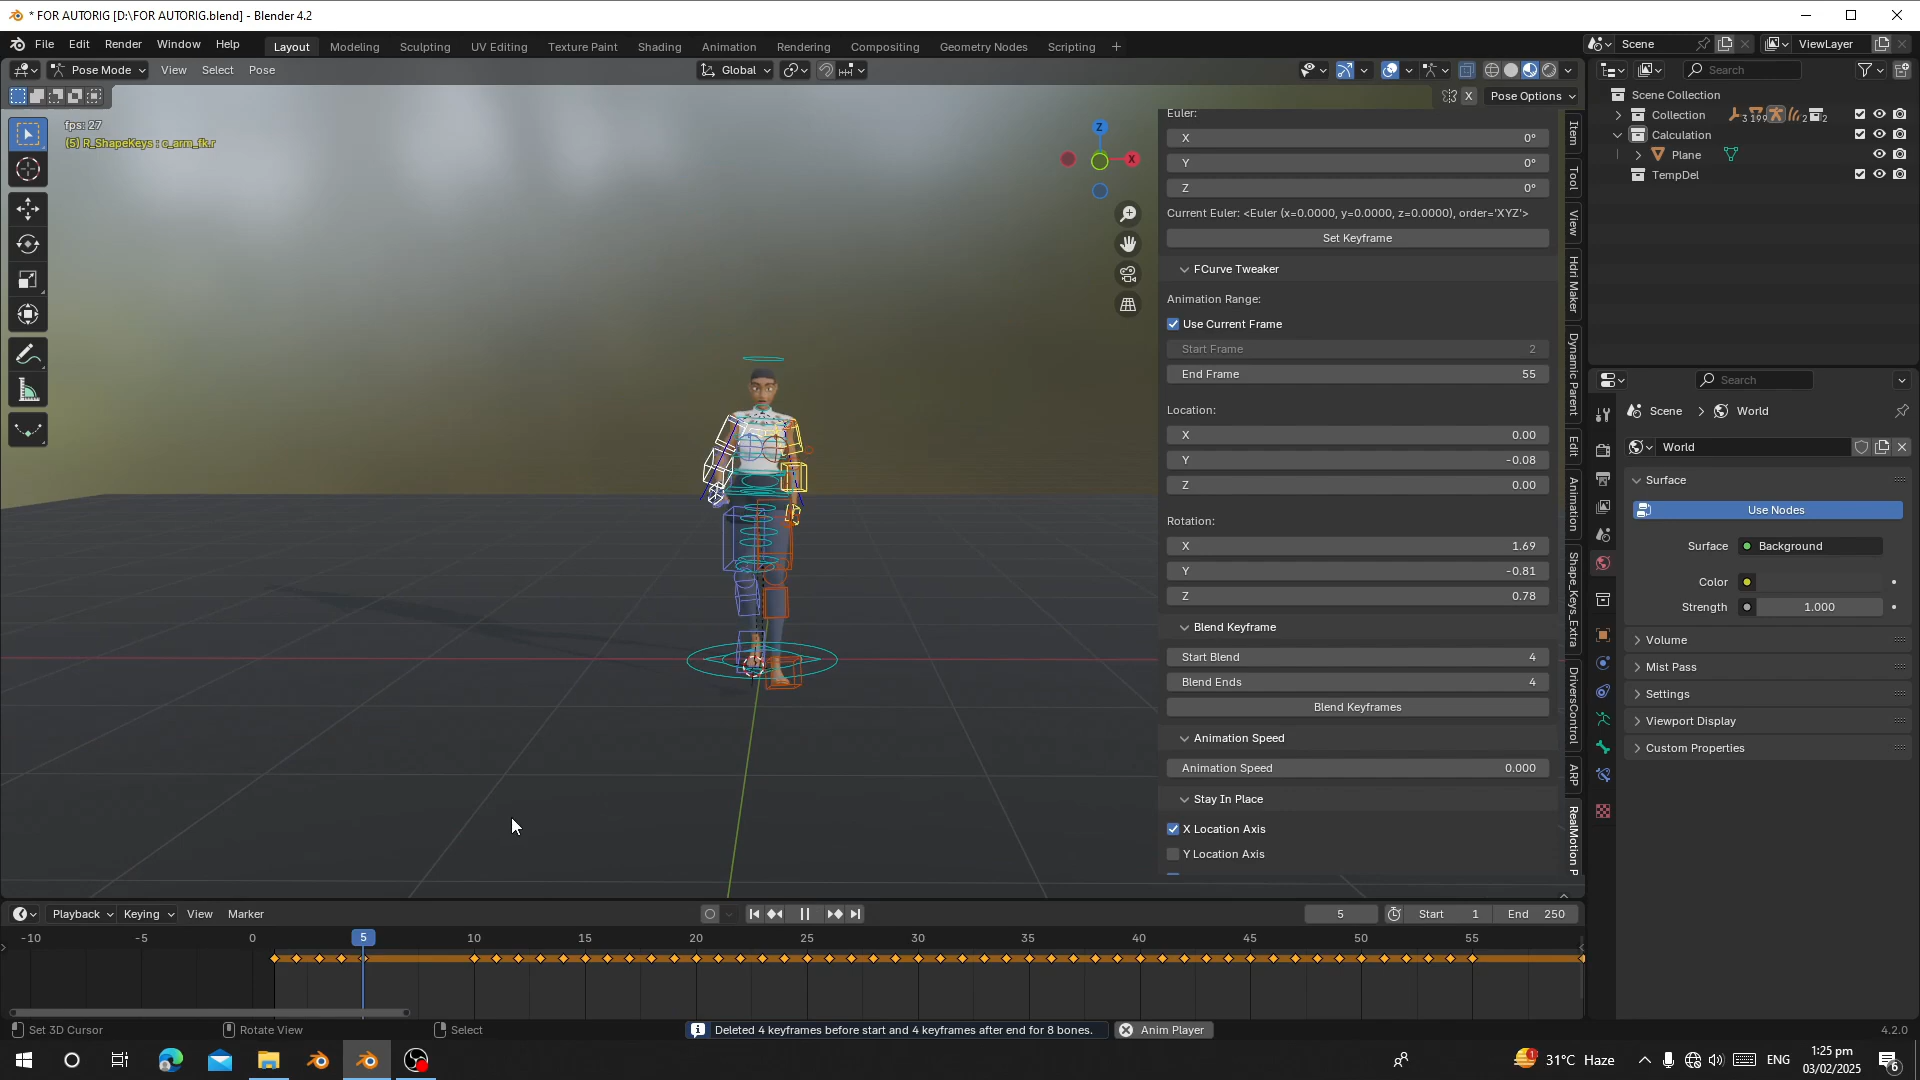 * FOR AUTORIG [D:\FOR AUTORIG.blend] - Blender 4.2
File Edit Render Window Help Layout Modeling Sculpting UV Editing Texture Paint Shading Animation Rendering Compositing Geometry Nodes Scripting + Scene ViewLayer
Pose Mode View Select Pose Global Search
X Pose Options
Scene Collection
Collection 3 199 2 2
Calculation
Plane
TempDel
fps: 27
(5) R_ShapeKeys : c_arm_fk.r
Z
X
Euler:
X 0°
Y 0°
Z 0°
Current Euler: <Euler (x=0.0000, y=0.0000, z=0.0000), order='XYZ'>
Set Keyframe
FCurve Tweaker
Animation Range:
Use Current Frame
Start Frame 2
End Frame 55
Location:
X 0.00
Y -0.08
Z 0.00
Rotation:
X 1.69
Y -0.81
Z 0.78
Blend Keyframe
Start Blend 4
Blend Ends 4
Blend Keyframes
Animation Speed
Animation Speed 0.000
Stay In Place
X Location Axis
Y Location Axis
Item
Tool
View
Hdri Maker
Dynamic Parent
Edit
Animation
Shape_Keys_Extra
DriversControl
ARP
RealMotion P
Search
Scene > World
World
Surface
Use Nodes
Surface Background
Color
Strength 1.000
Volume
Mist Pass
Settings
Viewport Display
Custom Properties
Playback Keying View Marker 5 Start 1 End 250
-10 -5 0 5 10 15 20 25 30 35 40 45 50 55
Set 3D Cursor Rotate View Select Deleted 4 keyframes before start and 4 keyframes after end for 8 bones. Anim Player 4.2.0
1 31°C Haze ENG 1:25 pm
03/02/2025 6